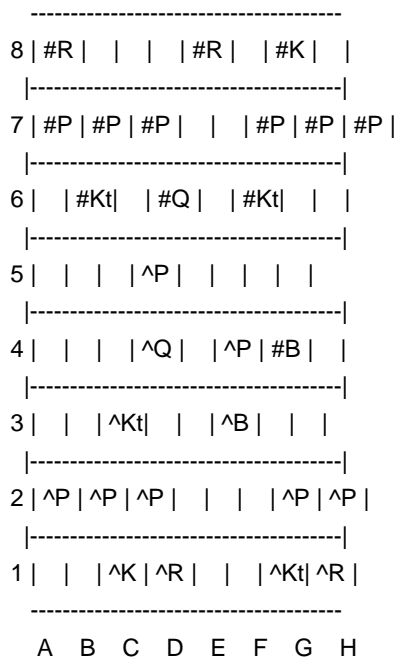 -----------------------------------------
8 | #R |   |   |   | #R |   | #K |   |
|-----------------------------------------|
7 | #P | #P | #P |   |   | #P | #P | #P |
|-----------------------------------------|
6 |   | #Kt|   | #Q |   | #Kt|   |   |
|-----------------------------------------|
5 |   |   |   | ^P |   |   |   |   |
|-----------------------------------------|
4 |   |   |   | ^Q |   | ^P | #B |   |
|-----------------------------------------|
3 |   |   | ^Kt|   |   | ^B |   |   |
|-----------------------------------------|
2 | ^P | ^P | ^P |   |   |   | ^P | ^P |
|-----------------------------------------|
1 |   |   | ^K | ^R |   |   | ^Kt| ^R |
-----------------------------------------
A B C D E F G H